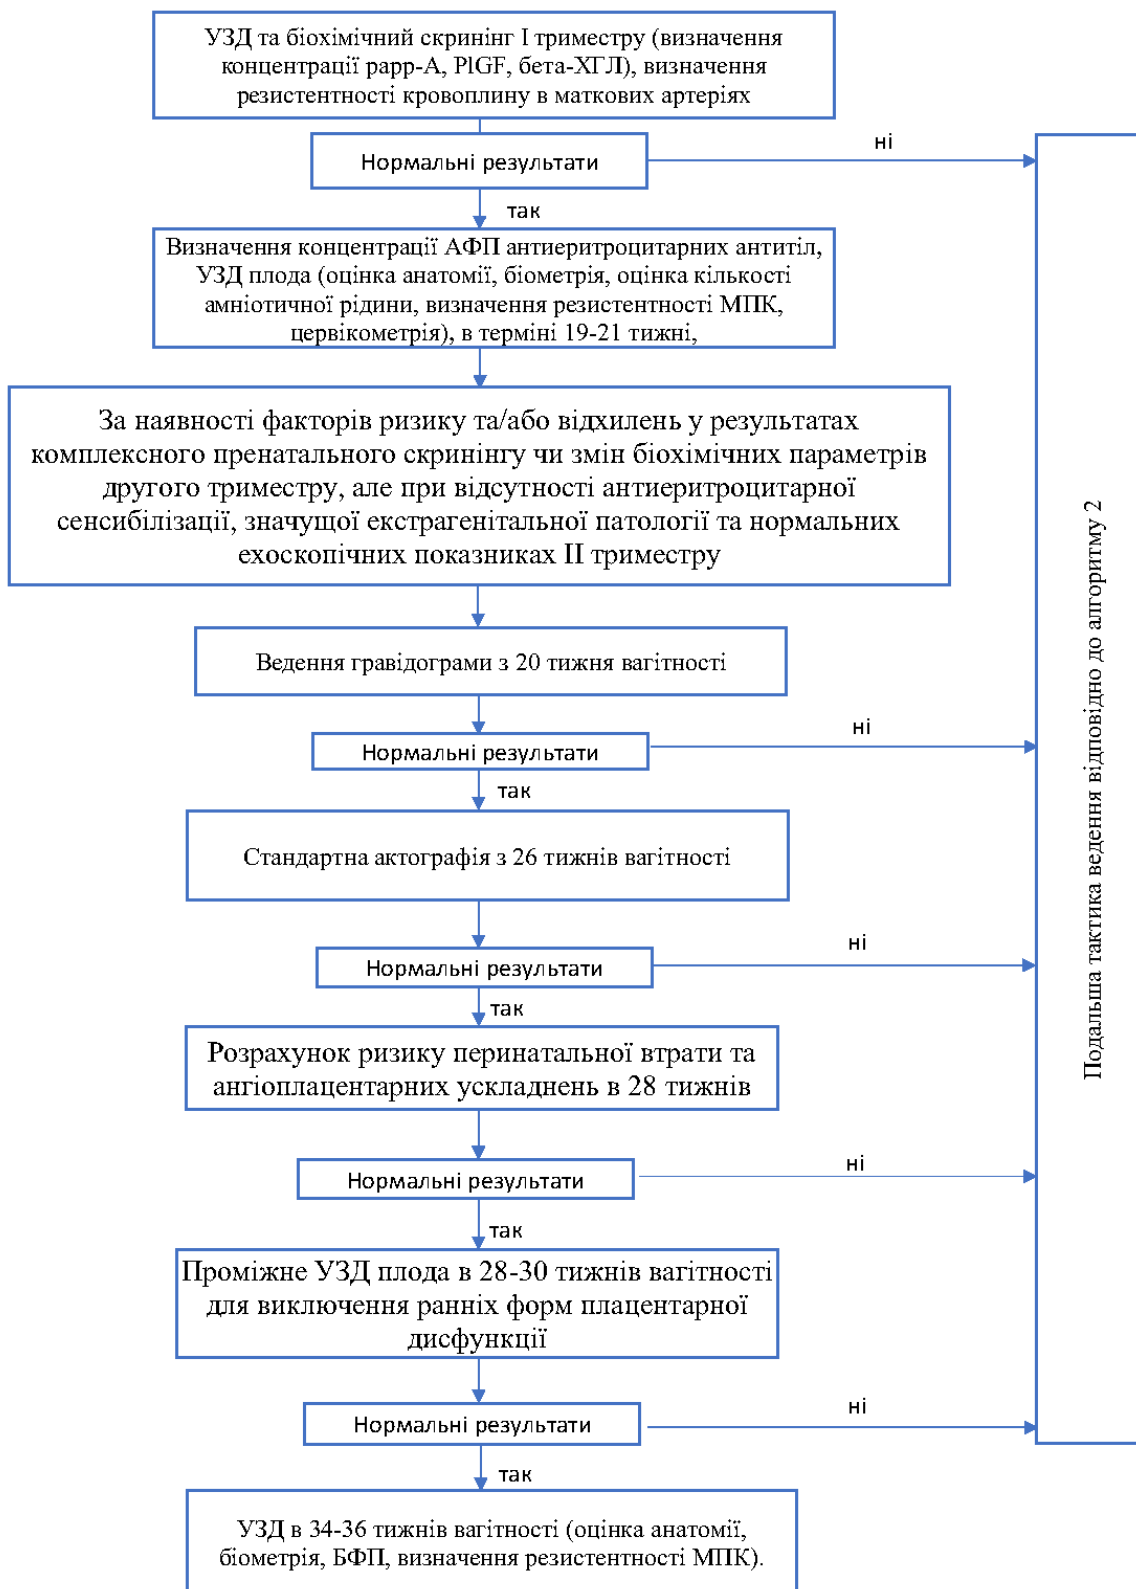 УЗД та біохімічний скринінг І триместру (визначення
концентрації papp-A, PlGF, бета-ХГЛ), визначення
резистентності кровоплину в маткових артеріях
Нормальні результати
ні
так
Визначення концентрації АФП антиеритроцитарних антитіл,
УЗД плода (оцінка анатомії, біометрія, оцінка кількості
амніотичної рідини, визначення резистентності МПК,
цервікометрія), в терміні 19-21 тижні,
За наявності факторів ризику та/або відхилень у результатах
комплексного пренатального скринінгу чи змін біохімічних параметрів
другого триместру, але при відсутності антиеритроцитарної
сенсибілізації, значущої екстрагенітальної патології та нормальних
ехоскопічних показниках ІІ триместру
Ведення гравідограми з 20 тижня вагітності
Нормальні результати
ні
так
Стандартна актографія з 26 тижнів вагітності
Нормальні результати
ні
так
Розрахунок ризику перинатальної втрати та
ангіоплацентарних ускладнень в 28 тижнів
Нормальні результати
ні
так
Проміжне УЗД плода в 28-30 тижнів вагітності
для виключення ранніх форм плацентарної
дисфункції
Нормальні результати
ні
так
УЗД в 34-36 тижнів вагітності (оцінка анатомії,
біометрія, БФП, визначення резистентності МПК).
Подальша тактика ведення відповідно до алгоритму 2